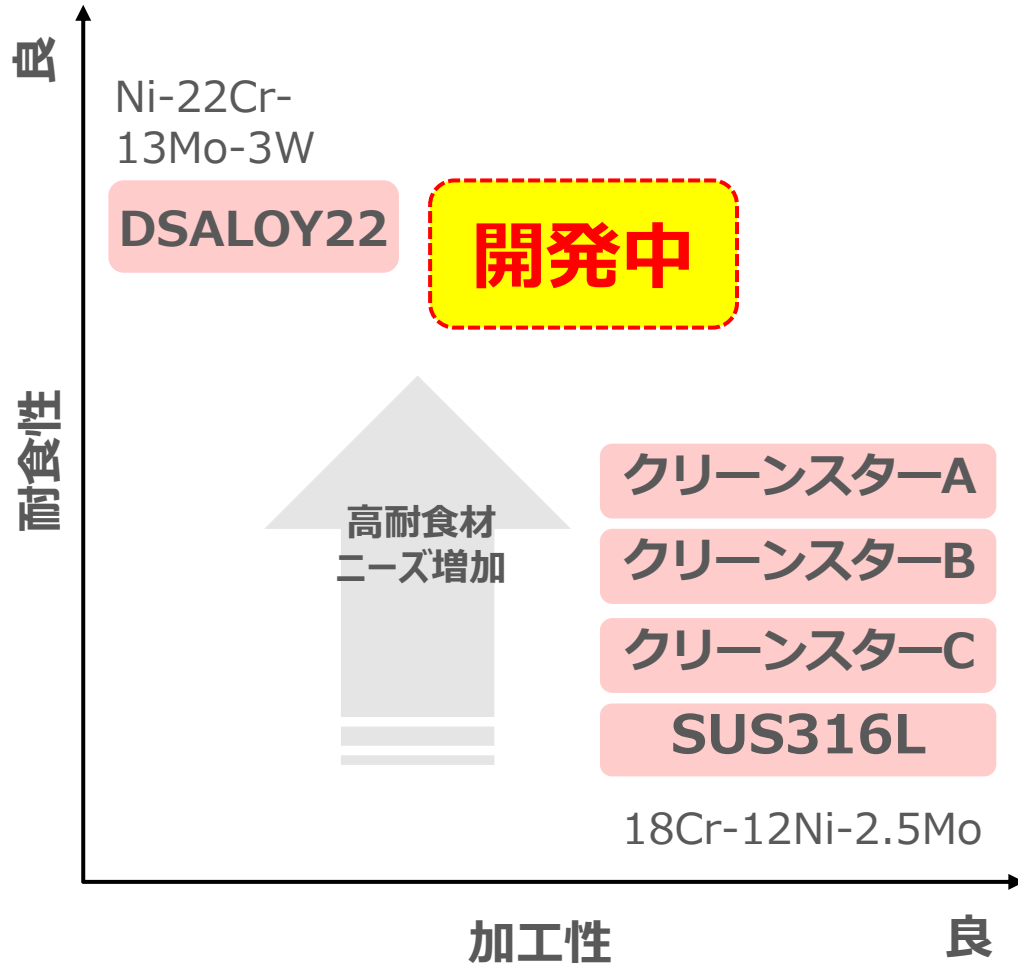 良
Ni-22Cr-
13Mo-3W
DSALOY22
開発中
耐食性
高耐食材
ニーズ増加
クリーンスターA
クリーンスターB
クリーンスターC
SUS316L
18Cr-12Ni-2.5Mo
加工性
良